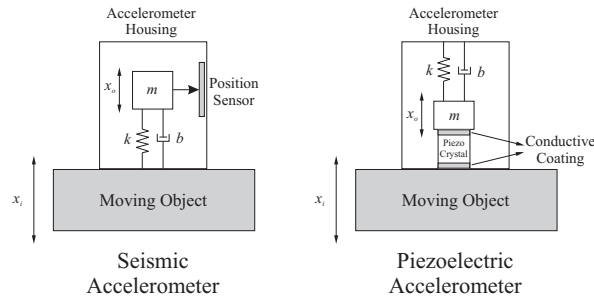 Accelerometer
Housing
x_o
m
Position
Sensor
k
b
x_i
Moving Object
Seismic
Accelerometer
Accelerometer
Housing
k
b
x_o
m
Piezo
Crystal
Conductive
Coating
x_i
Moving Object
Piezoelectric
Accelerometer